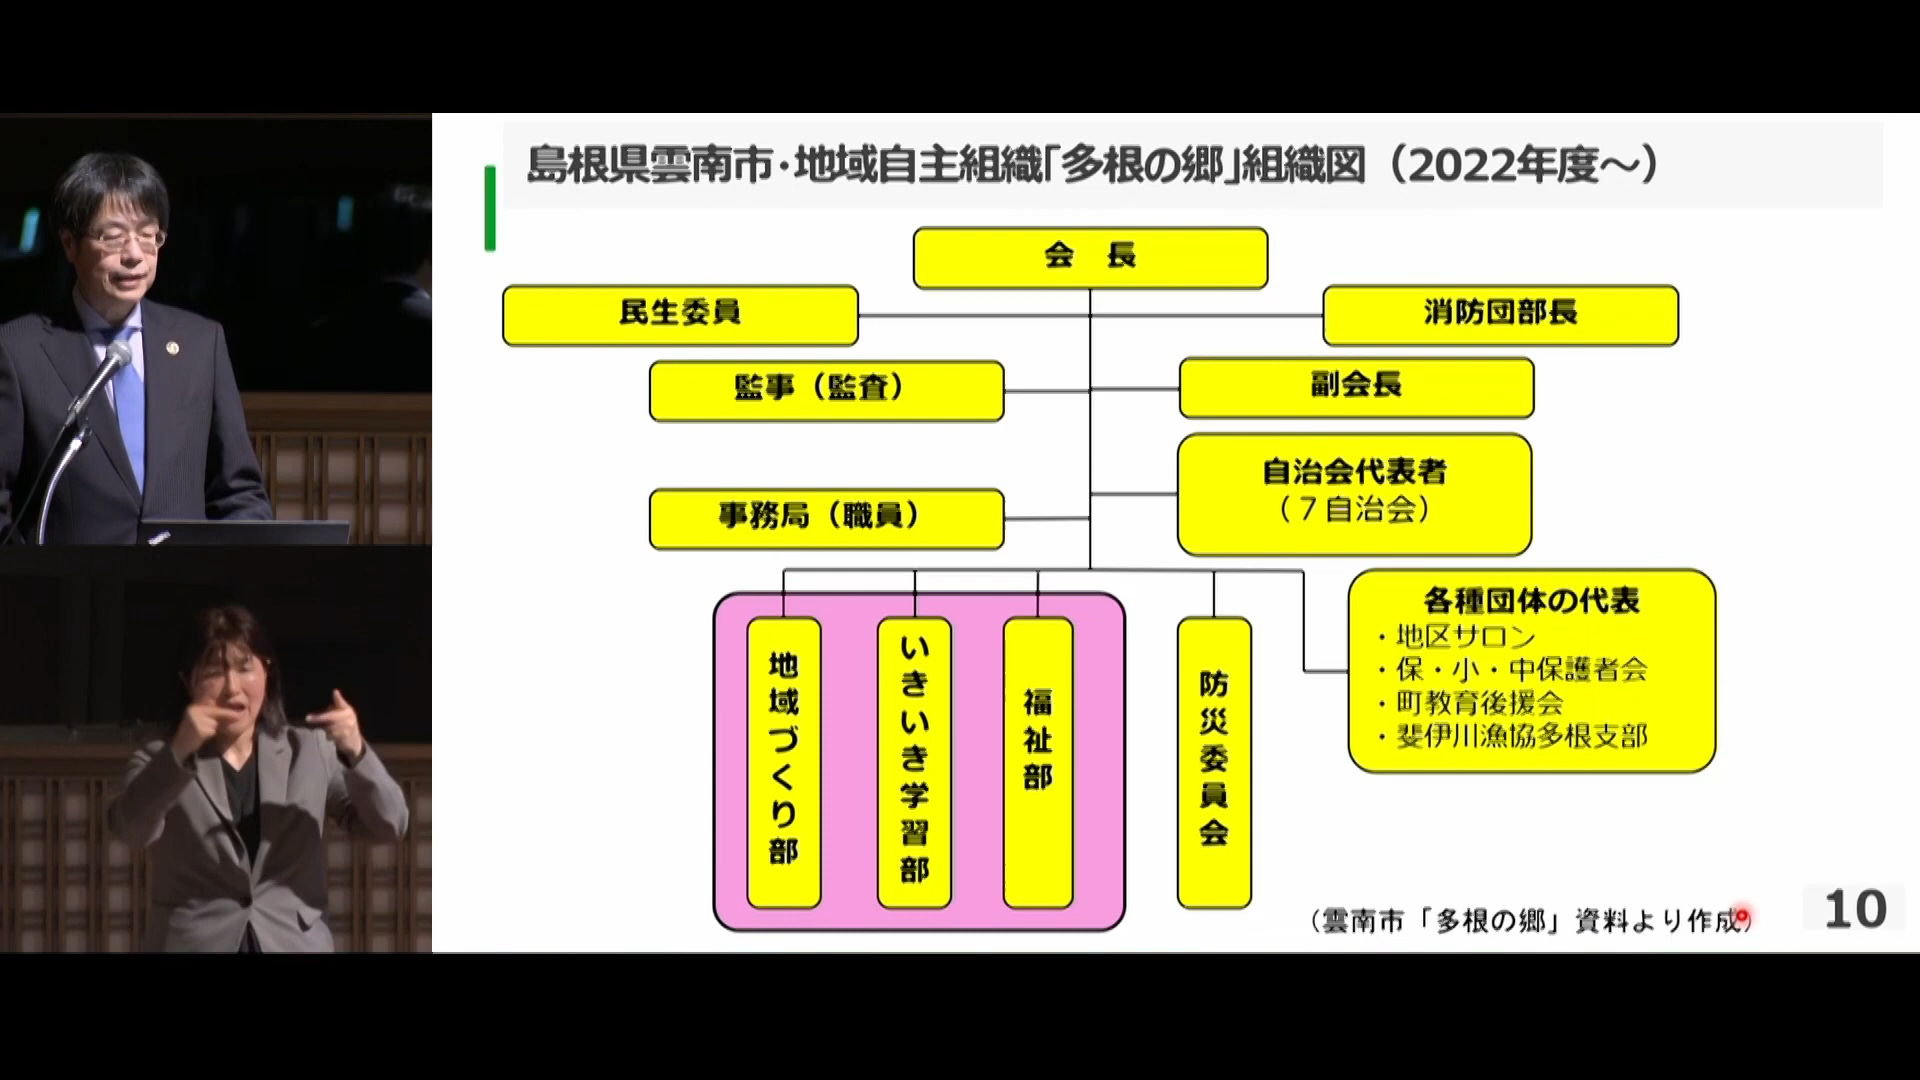 島根県雲南市・地域自主組織「多根の郷」組織図（2022年度～）
会　長
民生委員
消防団部長
監事（監査）
副会長
自治会代表者
（７自治会）
事務局（職員）
地域づくり部
いきいき学習部
福祉部
防災委員会
各種団体の代表
・地区サロン
・保・小・中保護者会
・町教育後援会
・斐伊川漁協多根支部
（雲南市「多根の郷」資料より作成）
10